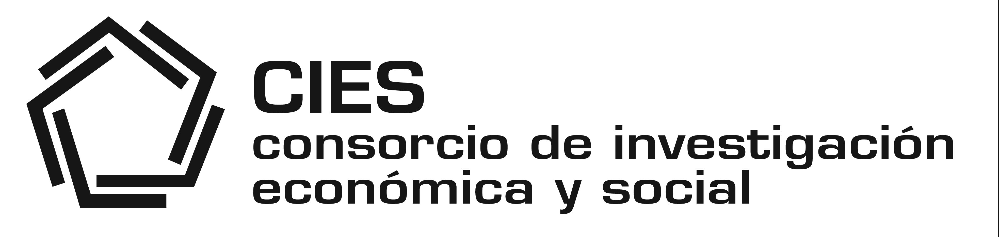 CIES
consorcio de investigación
económica y social